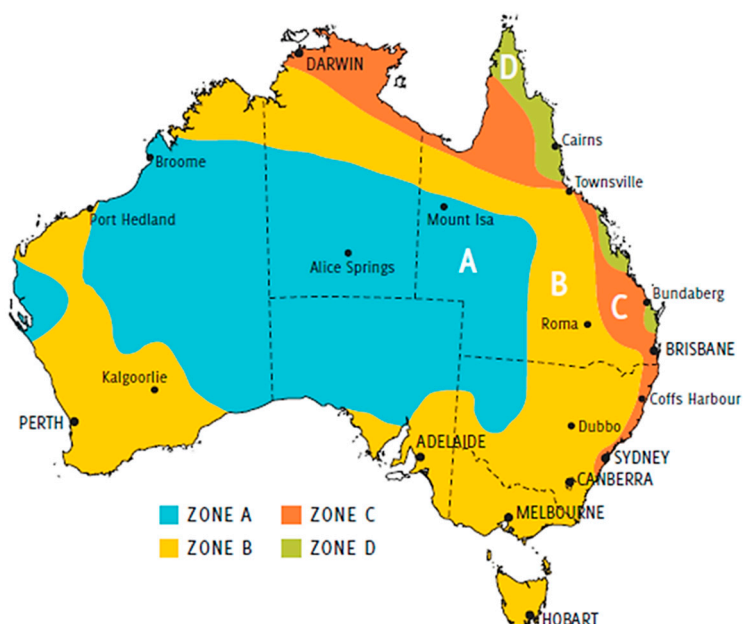 D
DARWIN
Cairns
Broome
Townsville
Port Hedland
Mount Isa
Alice Springs
A
B
C
Bundaberg
Roma
BRISBANE
Kalgoorlie
Coffs Harbour
PERTH
Dubbo
ADELAIDE
SYDNEY
CANBERRA
ZONE A
ZONE C
MELBOURNE
ZONE B
ZONE D
HOBART